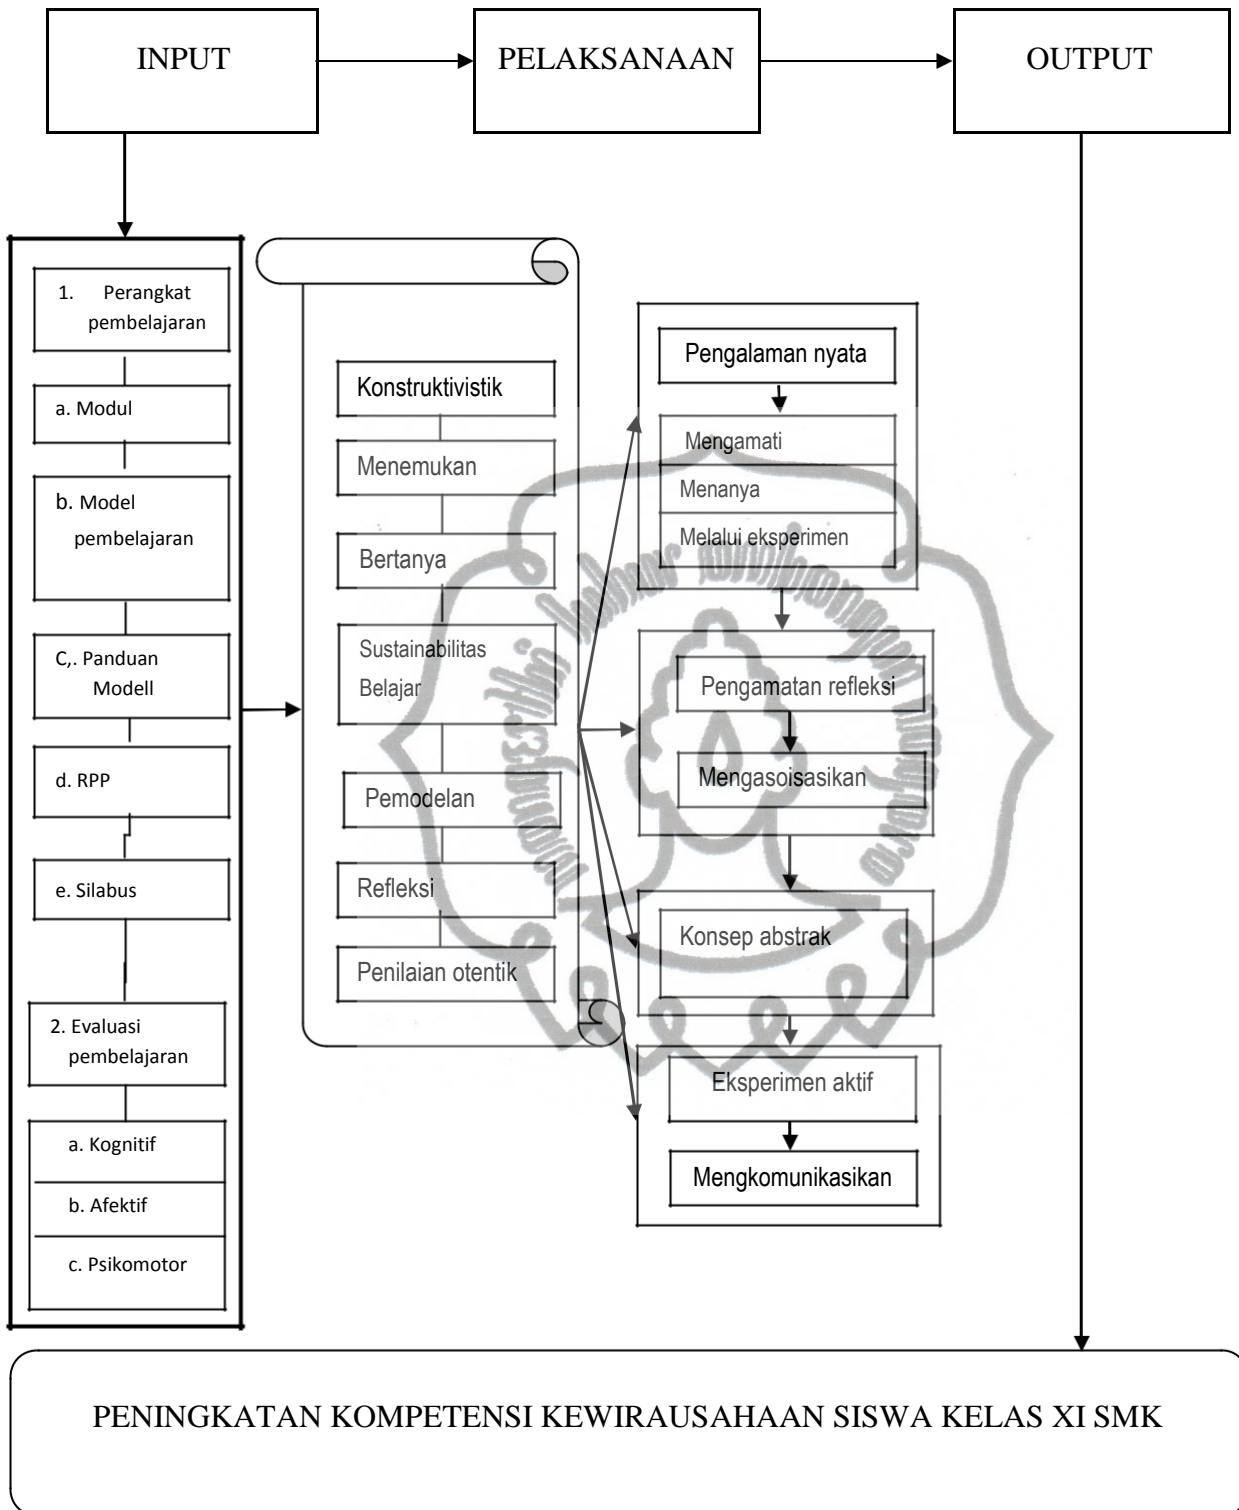 INPUT
PELAKSANAAN
OUTPUT
1. Perangkat
pembelajaran
a. Modul
b. Model
pembelajaran
C,. Panduan
Modell
d. RPP
e. Silabus
2. Evaluasi
pembelajaran
a. Kognitif
b. Afektif
c. Psikomotor
Konstruktivistik
Menemukan
Bertanya
Sustainabilitas
Belajar
Pemodelan
Refleksi
Penilaian otentik
Pengalaman nyata
Mengamati
Menanya
Melalui eksperimen
Pengamatan refleksi
Mengasoisasikan
Konsep abstrak
Eksperimen aktif
Mengkomunikasikan
PENINGKATAN KOMPETENSI KEWIRAUSAHAAN SISWA KELAS XI SMK